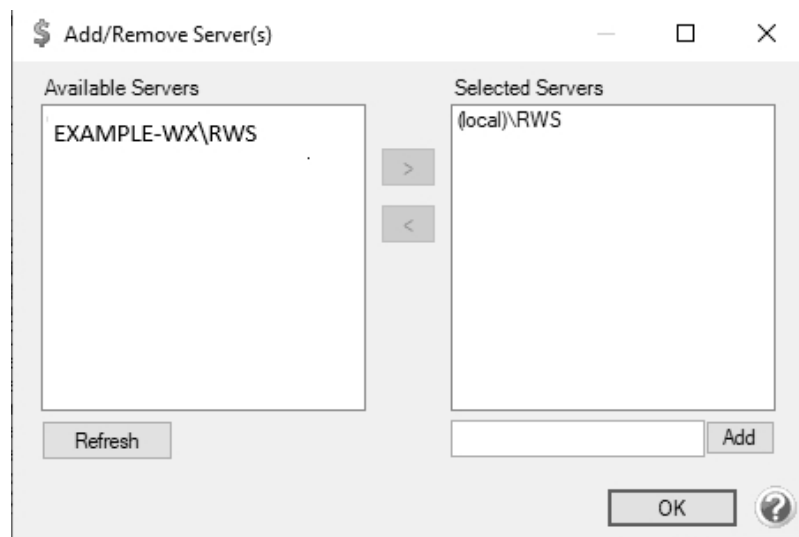 $ Add/Remove Server(s)
Available Servers
EXAMPLE-WX\RWS
Selected Servers
(local)\RWS
>
<
Refresh
Add
OK
?